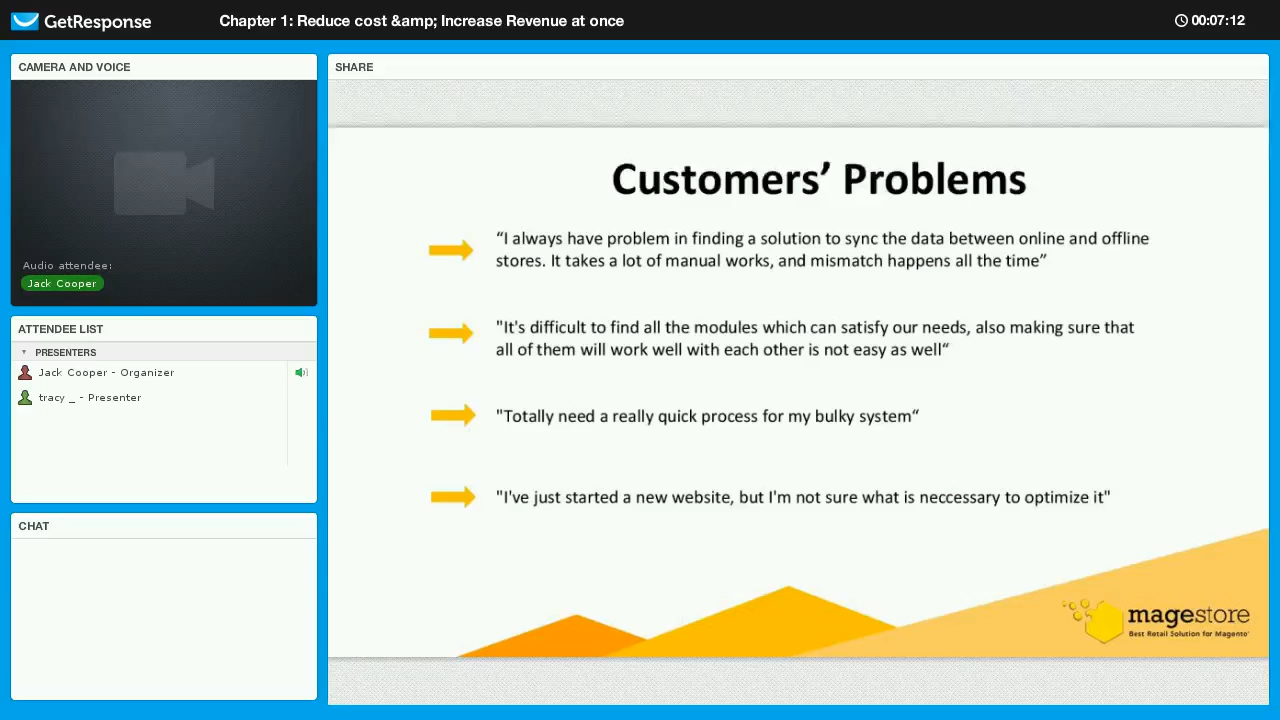 GetResponse
Chapter 1: Reduce cost &amp; Increase Revenue at once
00:07:12
CAMERA AND VOICE
Audio attendee:
Jack Cooper
ATTENDEE LIST
PRESENTERS
Jack Cooper - Organizer
tracy _ - Presenter
CHAT
SHARE
Customers’ Problems
“I always have problem in finding a solution to sync the data between online and offline
stores. It takes a lot of manual works, and mismatch happens all the time”
"It's difficult to find all the modules which can satisfy our needs, also making sure that
all of them will work well with each other is not easy as well“
"Totally need a really quick process for my bulky system“
"I've just started a new website, but I'm not sure what is neccessary to optimize it"
magestore
Best Retail Solution for Magento'